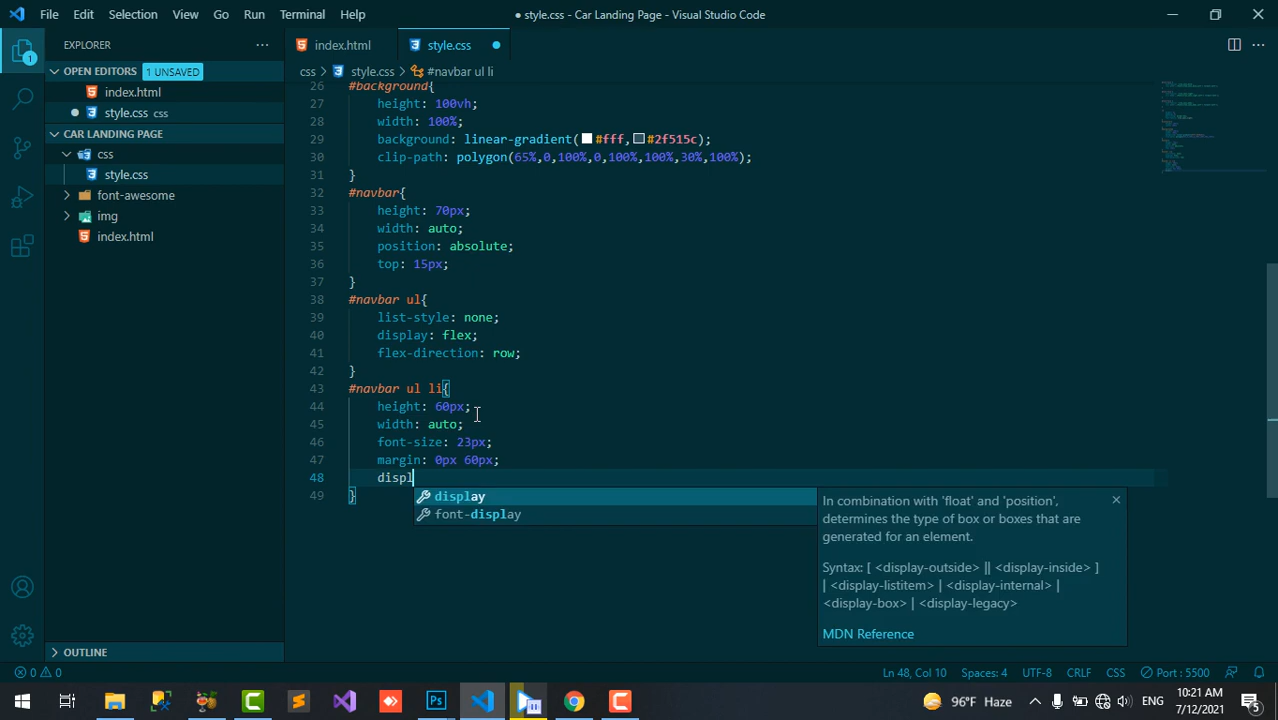 File Edit Selection View Go Run Terminal Help
● style.css - Car Landing Page - Visual Studio Code
EXPLORER
OPEN EDITORS 1 UNSAVED
index.html
style.css css
CAR LANDING PAGE
css
style.css
font-awesome
img
index.html
OUTLINE
1
index.html style.css
css > style.css > #navbar ul li
26 #background{
27 height: 100vh;
28 width: 100%;
29 background: linear-gradient(#fff,#2f515c);
30 clip-path: polygon(65%,0,100%,0,100%,100%,30%,100%);
31 }
32 #navbar{
33 height: 70px;
34 width: auto;
35 position: absolute;
36 top: 15px;
37 }
38 #navbar ul{
39 list-style: none;
40 display: flex;
41 flex-direction: row;
42 }
43 #navbar ul li{
44 height: 60px;
45 width: auto;
46 font-size: 23px;
47 margin: 0px 60px;
48 displ
49 }
display
font-display
In combination with 'float' and 'position',
determines the type of box or boxes that are
generated for an element.
Syntax: [ <display-outside> || <display-inside> ]
| <display-listitem> | <display-internal> |
<display-box> | <display-legacy>
MDN Reference
0 0
Ln 48, Col 10 Spaces: 4 UTF-8 CRLF CSS Port : 5500
96°F Haze
ENG
10:21 AM
7/12/2021
5